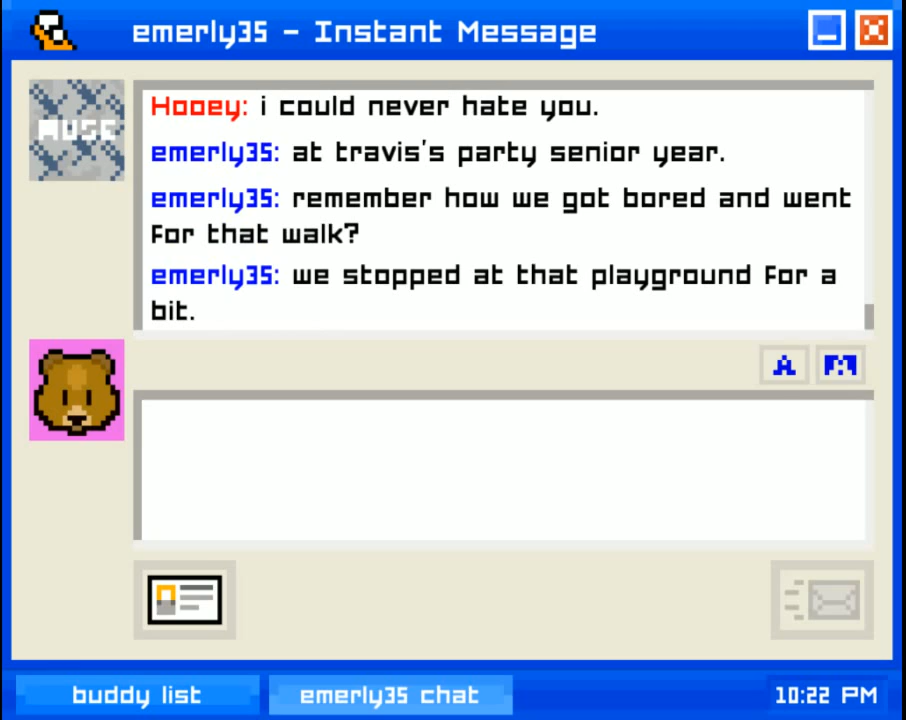 emerly35 - Instant Message
MUSE
Hooey: i could never hate you.
emerly35: at travis's party senior year.
emerly35: remember how we got bored and went
for that walk?
emerly35: we stopped at that playground for a
bit.
A
buddy list
emerly35 chat
10:22 PM